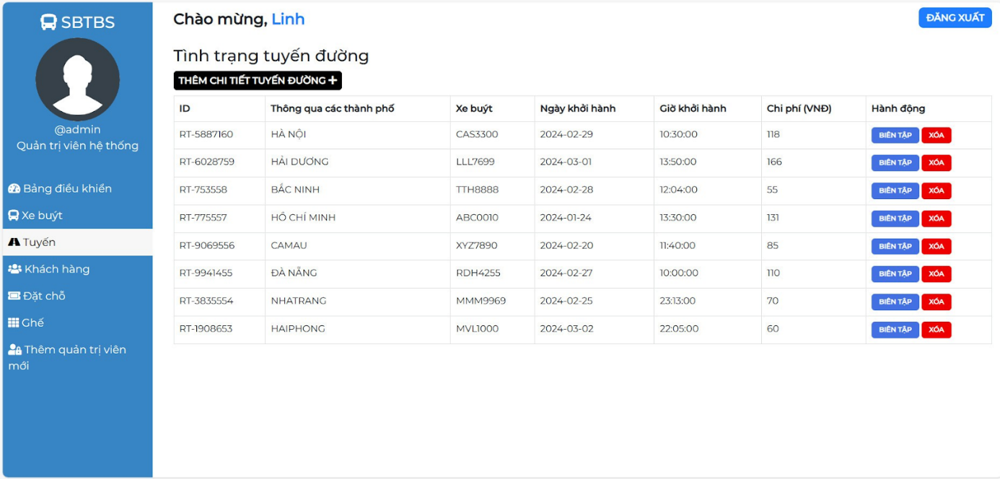 SBTBS
@admin
Quản trị viên hệ thống
Bảng điều khiển
Xe buýt
Tuyến
Khách hàng
Đặt chỗ
Ghế
Thêm quản trị viên
mới
Chào mừng, Linh
ĐĂNG XUẤT
Tình trạng tuyến đường
THÊM CHI TIẾT TUYẾN ĐƯỜNG +
ID Thông qua các thành phố Xe buýt Ngày khởi hành Giờ khởi hành Chi phí (VNĐ) Hành động
RT-5887160 HÀ NỘI CAS3300 2024-02-29 10:30:00 118 BIÊN TẬP XÓA
RT-6028759 HẢI DƯƠNG LLL7699 2024-03-01 13:50:00 166 BIÊN TẬP XÓA
RT-753558 BẮC NINH TTH8888 2024-02-28 12:04:00 55 BIÊN TẬP XÓA
RT-775557 HỒ CHÍ MINH ABC0010 2024-01-24 13:30:00 131 BIÊN TẬP XÓA
RT-9069556 CAMAU XYZ7890 2024-02-20 11:40:00 85 BIÊN TẬP XÓA
RT-9941455 ĐÀ NẴNG RDH4255 2024-02-27 10:00:00 110 BIÊN TẬP XÓA
RT-3835554 NHATRANG MMM9969 2024-02-25 23:13:00 70 BIÊN TẬP XÓA
RT-1908653 HAIPHONG MVL1000 2024-03-02 22:05:00 60 BIÊN TẬP XÓA